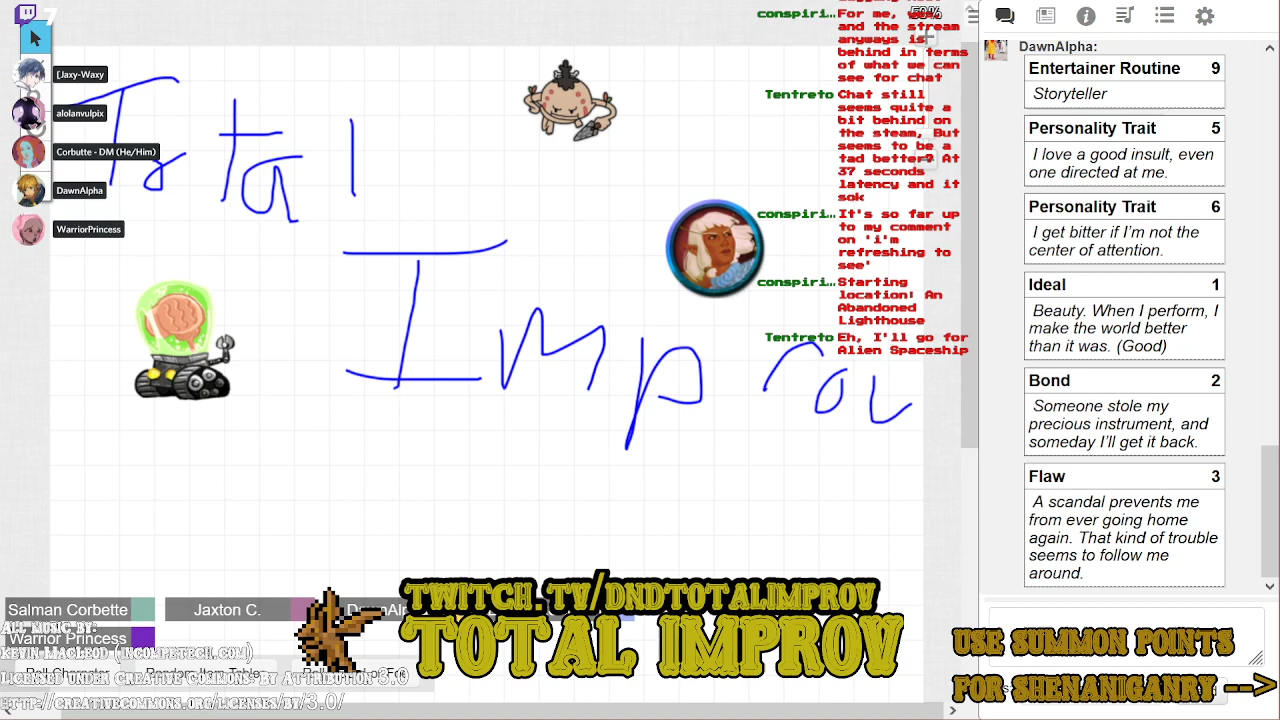 conspiri... For me, 
and the stream
anyways is
behind in terms
of what we can
see for chat
Tentreto Chat still
seems quite a
bit behind on
the steam, But
seems to be a
tad better? At
37 seconds
latency and it
sok
conspiri... It's so far up
to my comment
on 'i'm
refreshing to
see'
conspiri... Starting
location: An
Abandoned
Lighthouse
Tentreto Eh, I'll go for
Alien Spaceship
[Jaxy-Waxy
alolanvulpix
Corbutte - DM (He/Him)
DawnAlpha
WarriorPrincess
Total
Improv
DawnAlpha:
Entertainer Routine 9
Storyteller
Personality Trait 5
I love a good insult, even
one directed at me.
Personality Trait 6
I get bitter if I'm not the
center of attention.
Ideal 1
Beauty. When I perform, I
make the world better
than it was. (Good)
Bond 2
Someone stole my
precious instrument, and
someday I'll get it back.
Flaw 3
A scandal prevents me
from ever going home
again. That kind of trouble
seems to follow me
around.
Salman Corbette
Jaxton C.
DawnAlp
Warrior Princess
All music by:
Kevin MacLeod (incompetech.com)
Licensed under Creative Commons: By Attribution 3.0
http://creativecommons.org/licenses/by/3.0/
twitch.tv/dndtotalimprov
TOTAL IMPROV
USE SUMMON POINTS
FOR SHENANIGANRY -->